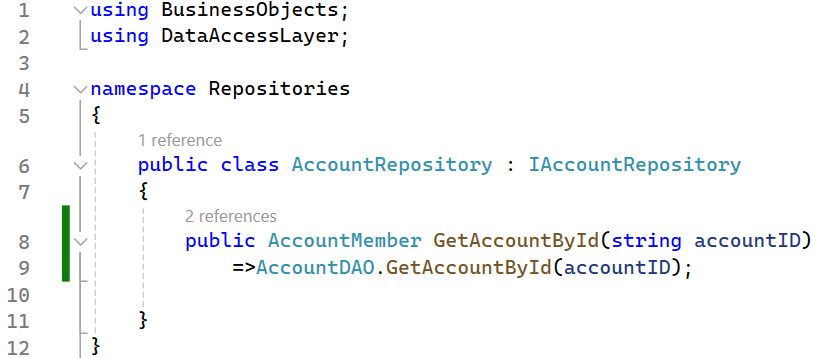 1 using BusinessObjects;
2 using DataAccessLayer;
3
4 namespace Repositories
5 {
1 reference
6 public class AccountRepository : IAccountRepository
7 {
2 references
8 public AccountMember GetAccountById(string accountID)
9 =>AccountDAO.GetAccountById(accountID);
10
11 }
12 }